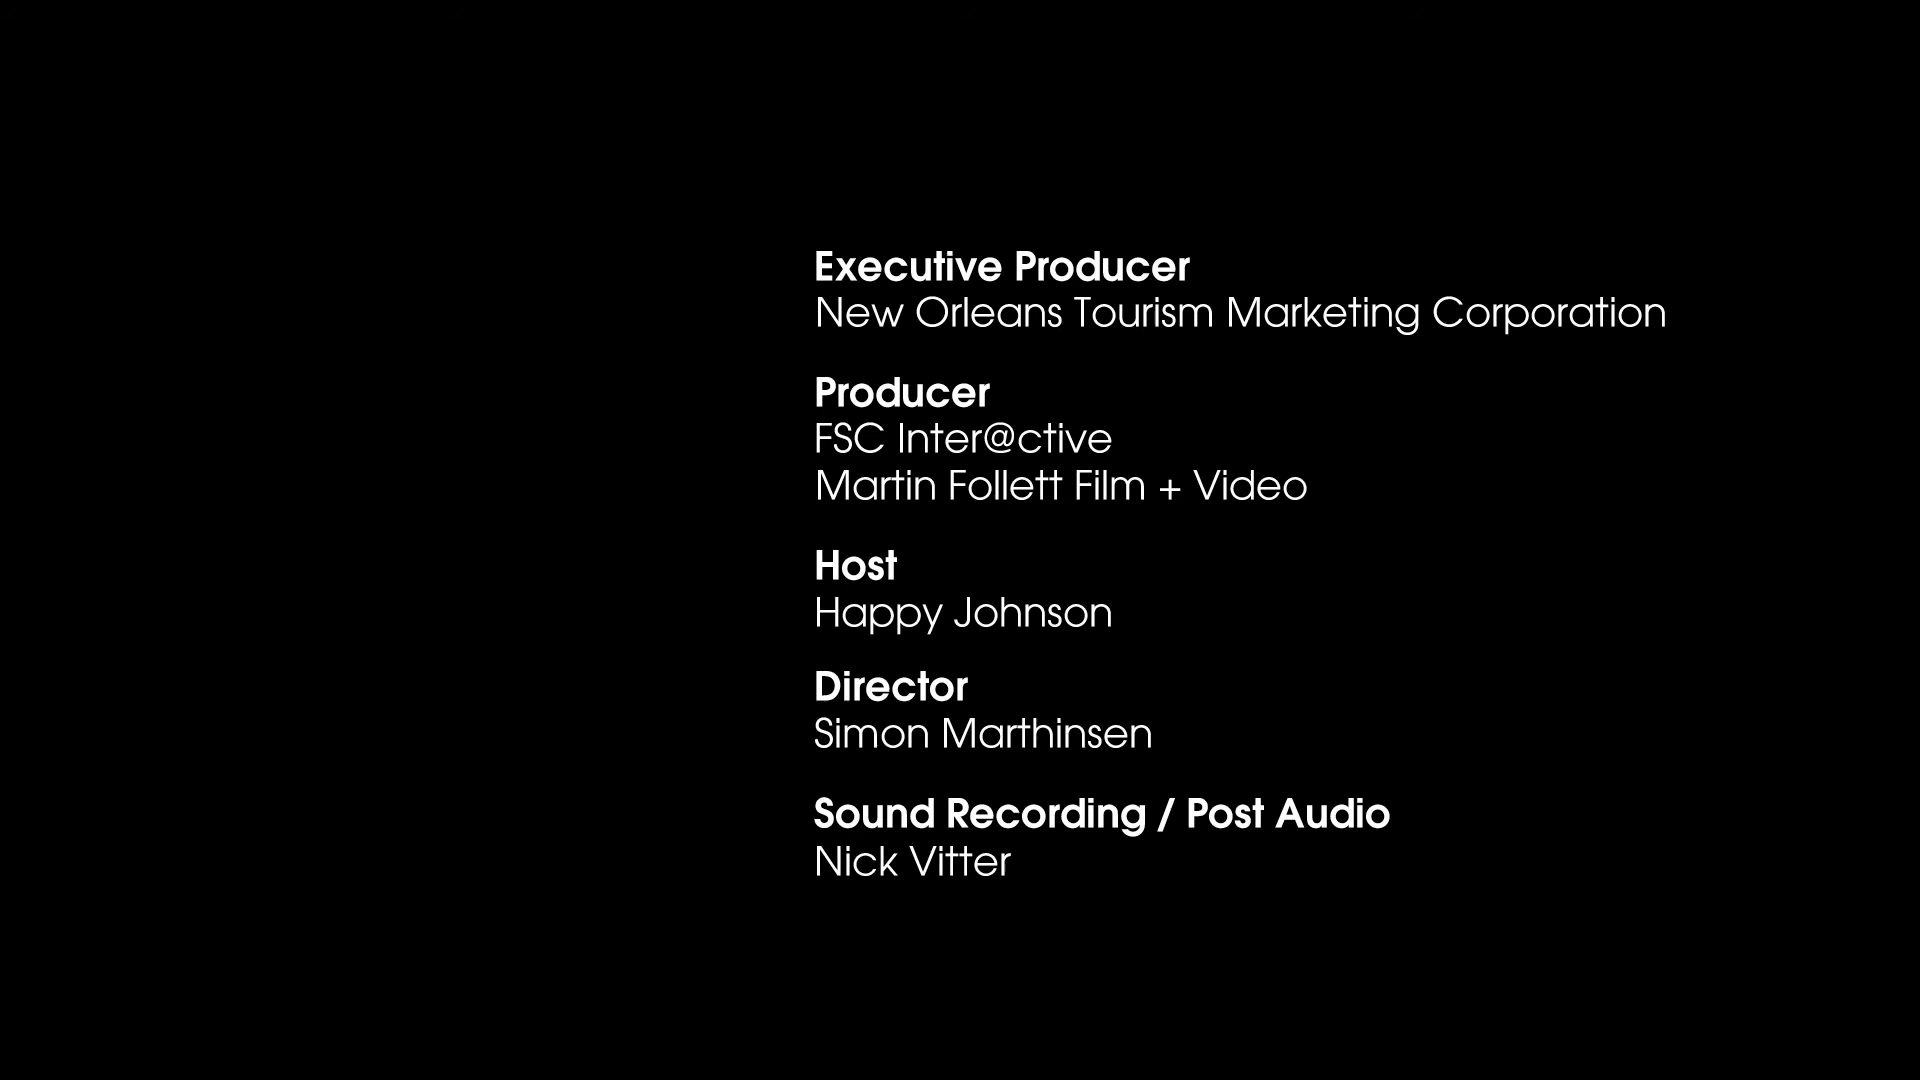 Executive Producer
New Orleans Tourism Marketing Corporation
Producer
FSC Inter@ctive
Martin Follett Film + Video
Host
Happy Johnson
Director
Simon Marthinsen
Sound Recording / Post Audio
Nick Vitter